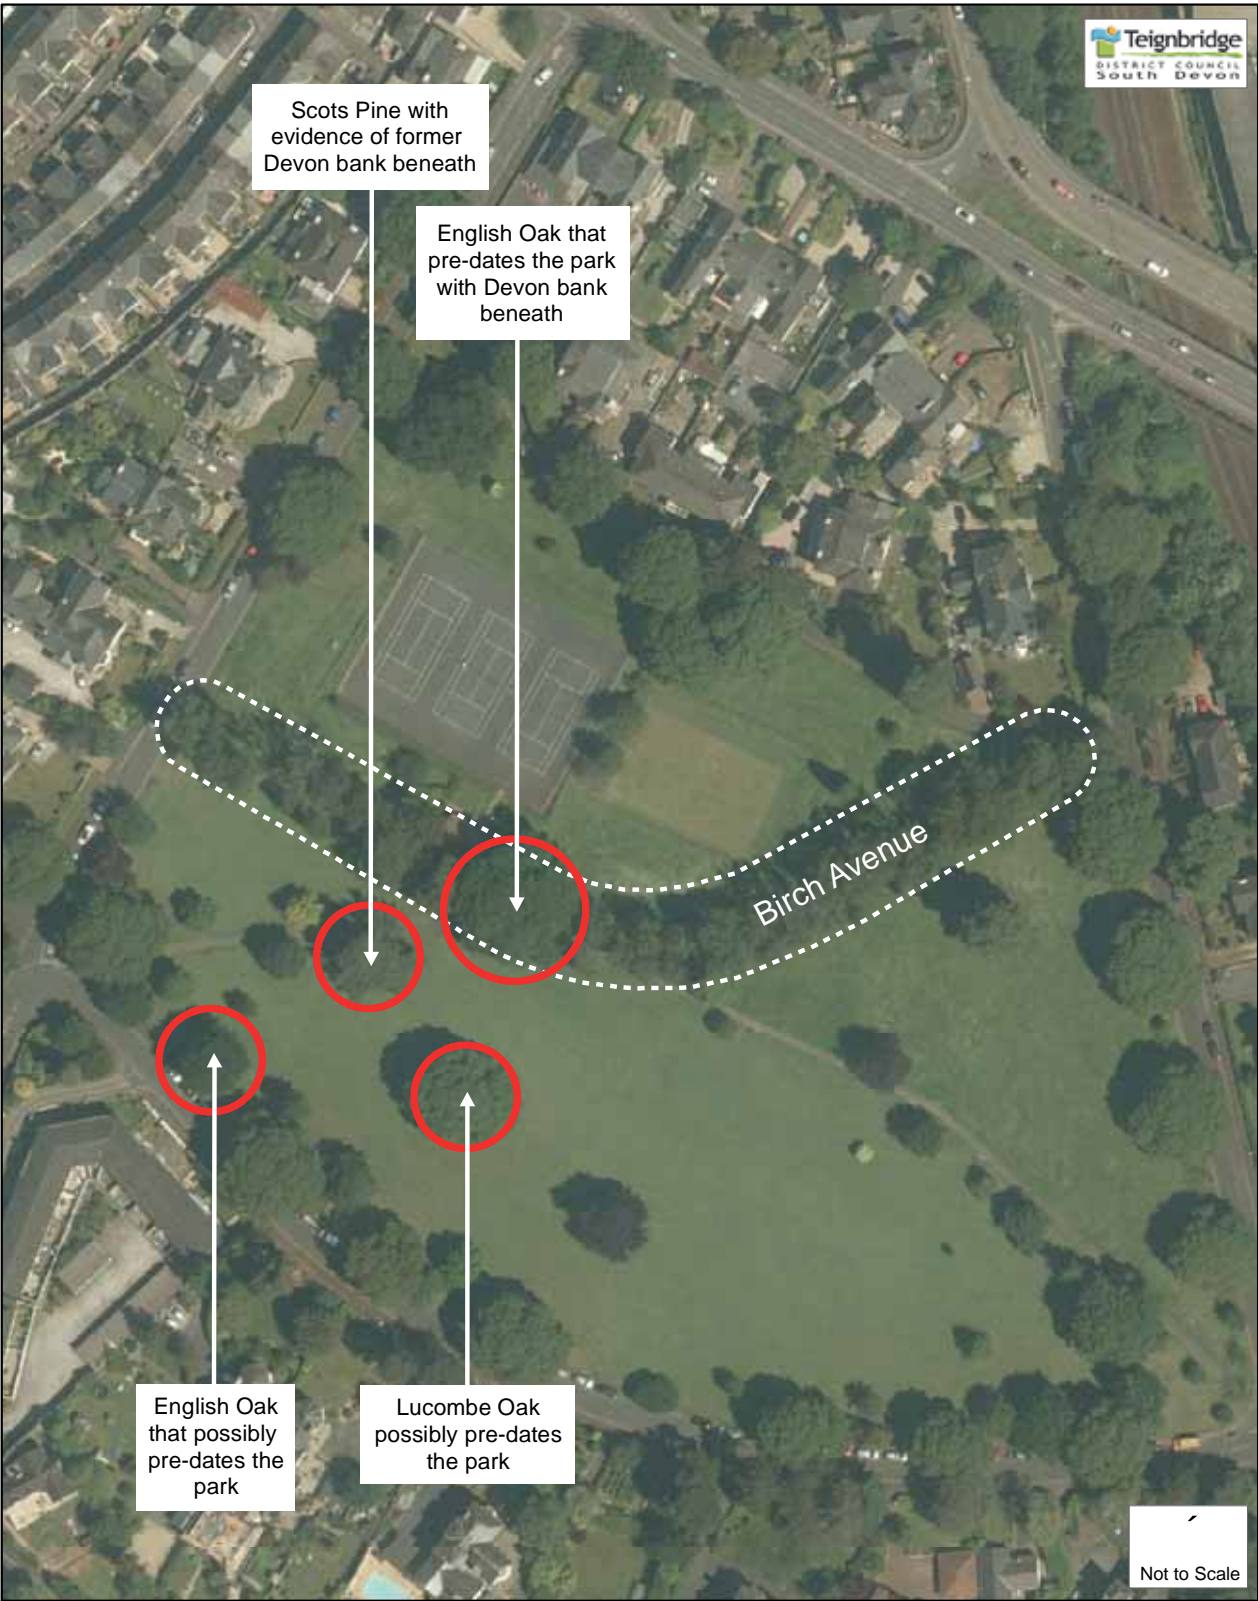 Teignbridge
DISTRICT COUNCIL
South Devon
Scots Pine with
evidence of former
Devon bank beneath
English Oak that
pre-dates the park
with Devon bank
beneath
Birch Avenue
English Oak
that possibly
pre-dates the
park
Lucombe Oak
possibly pre-dates
the park
´
Not to Scale